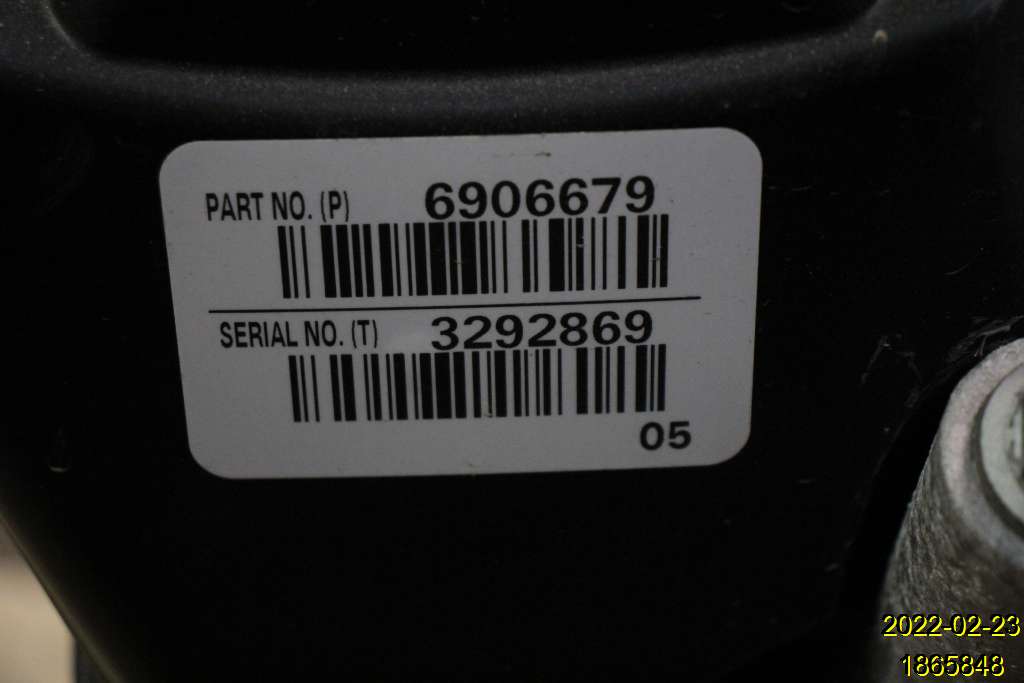 PART NO. (P) 6906679
SERIAL NO. (T) 3292869
05
2022-02-23
1865848